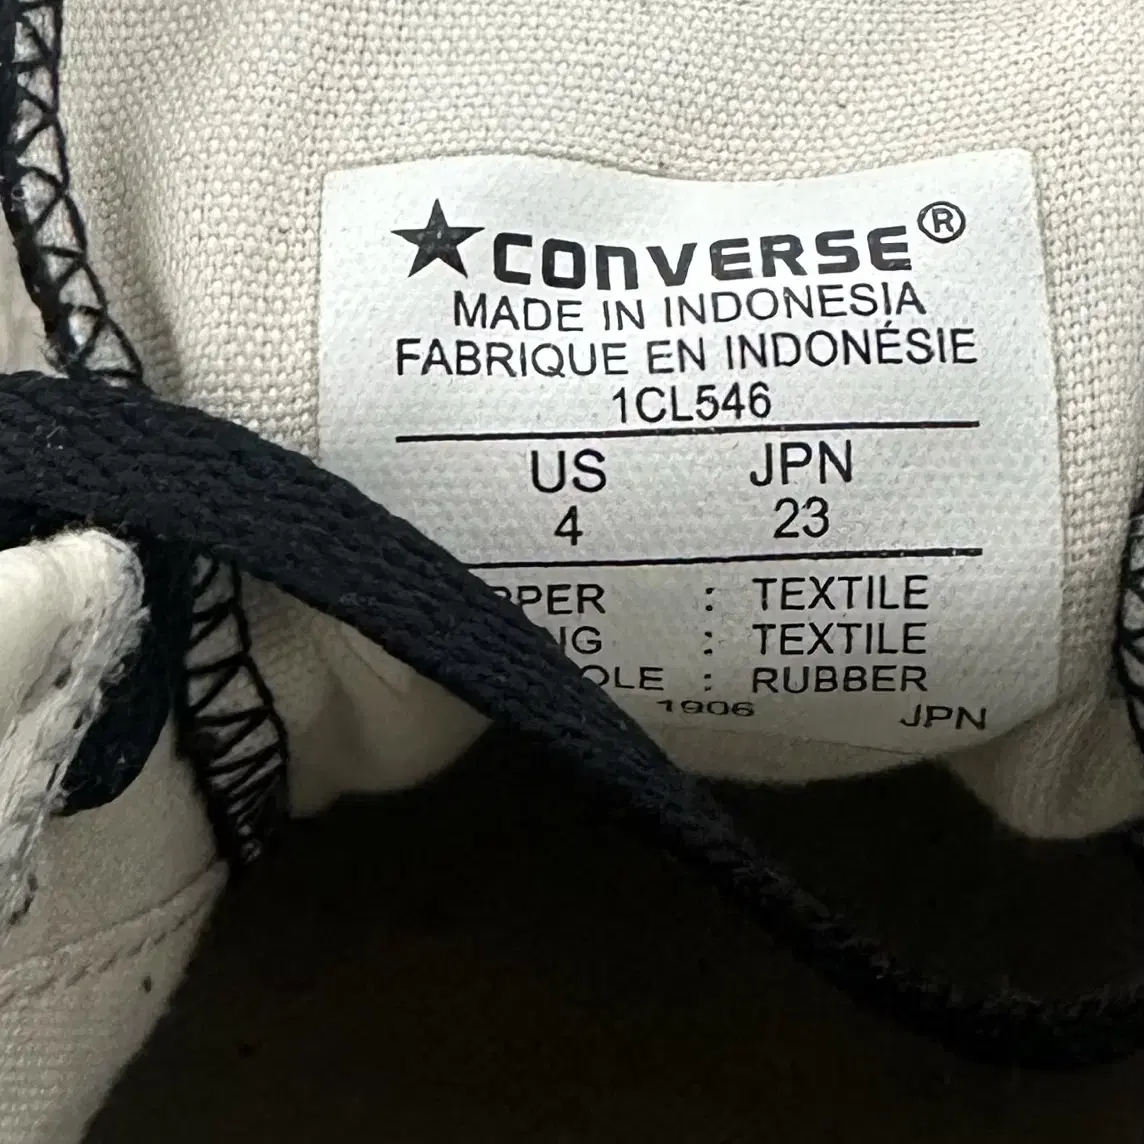 ★CONVERSE®
MADE IN INDONESIA
FABRIQUE EN INDONÉSIE
1CL546
US JPN
4 23
: TEXTILE
: TEXTILE
: RUBBER
1906 JPN